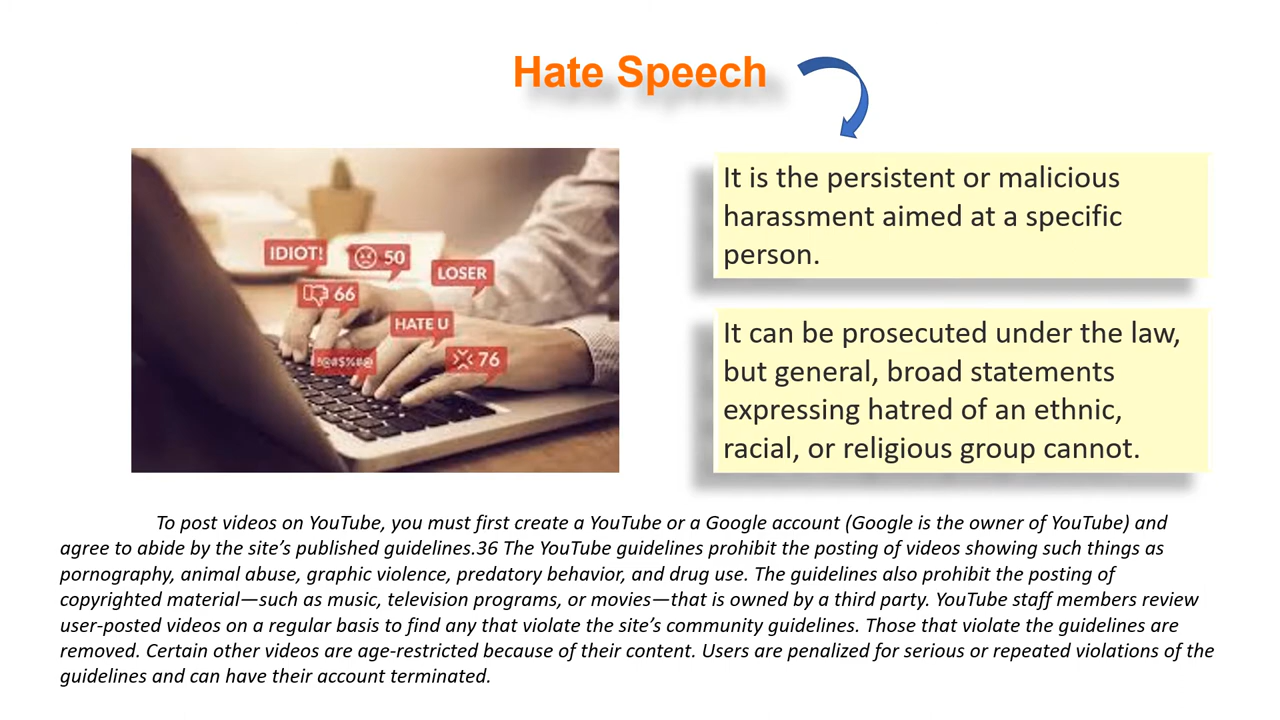 Hate Speech
IDIOT!
50
LOSER
66
HATE U
!@#$%#@
76
It is the persistent or malicious
harassment aimed at a specific
person.
It can be prosecuted under the law,
but general, broad statements
expressing hatred of an ethnic,
racial, or religious group cannot.
To post videos on YouTube, you must first create a YouTube or a Google account (Google is the owner of YouTube) and
agree to abide by the site’s published guidelines.36 The YouTube guidelines prohibit the posting of videos showing such things as
pornography, animal abuse, graphic violence, predatory behavior, and drug use. The guidelines also prohibit the posting of
copyrighted material—such as music, television programs, or movies—that is owned by a third party. YouTube staff members review
user-posted videos on a regular basis to find any that violate the site’s community guidelines. Those that violate the guidelines are
removed. Certain other videos are age-restricted because of their content. Users are penalized for serious or repeated violations of the
guidelines and can have their account terminated.